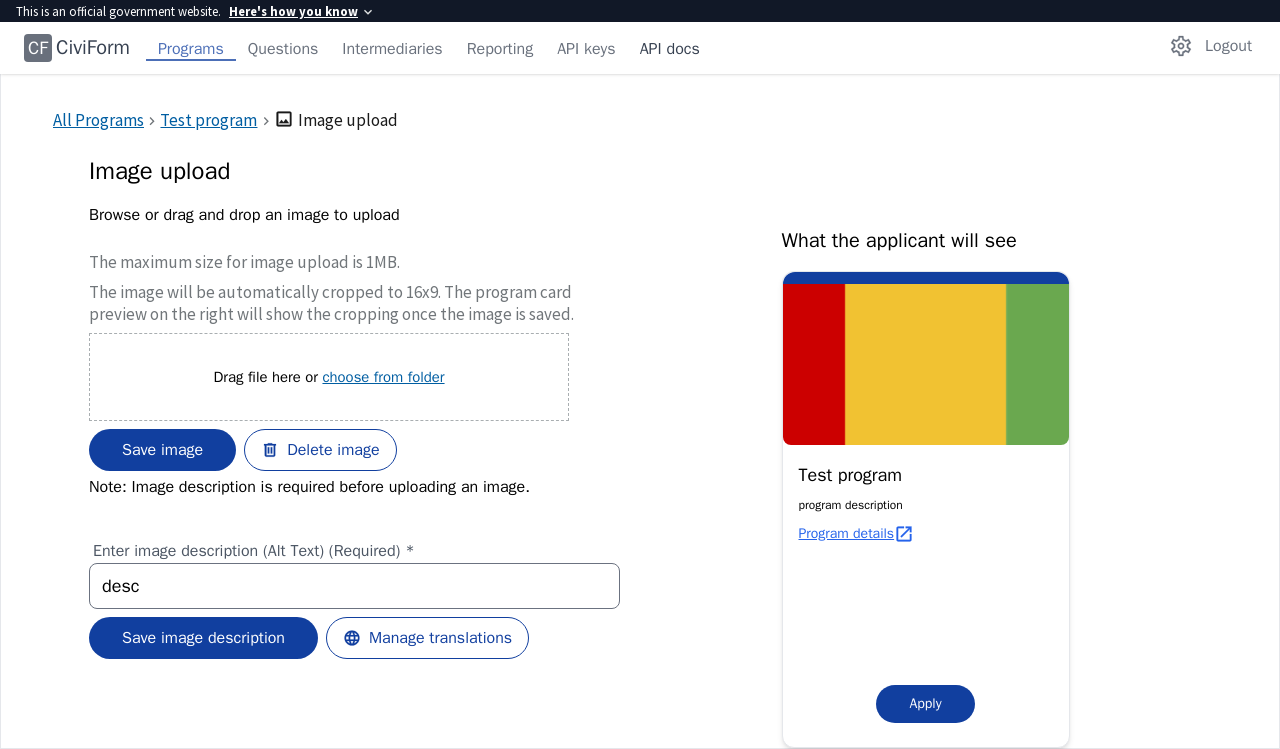 This is an official government website. Here's how you know
CF CiviForm Programs Questions Intermediaries Reporting API keys API docs Logout
All Programs Test program Image upload
Image upload
Browse or drag and drop an image to upload
The maximum size for image upload is 1MB.
The image will be automatically cropped to 16x9. The program card
preview on the right will show the cropping once the image is saved.
Drag file here or choose from folder
Save image Delete image
Note: Image description is required before uploading an image.
Enter image description (Alt Text) (Required) *
desc
Save image description Manage translations
What the applicant will see
Test program
program description
Program details
Apply